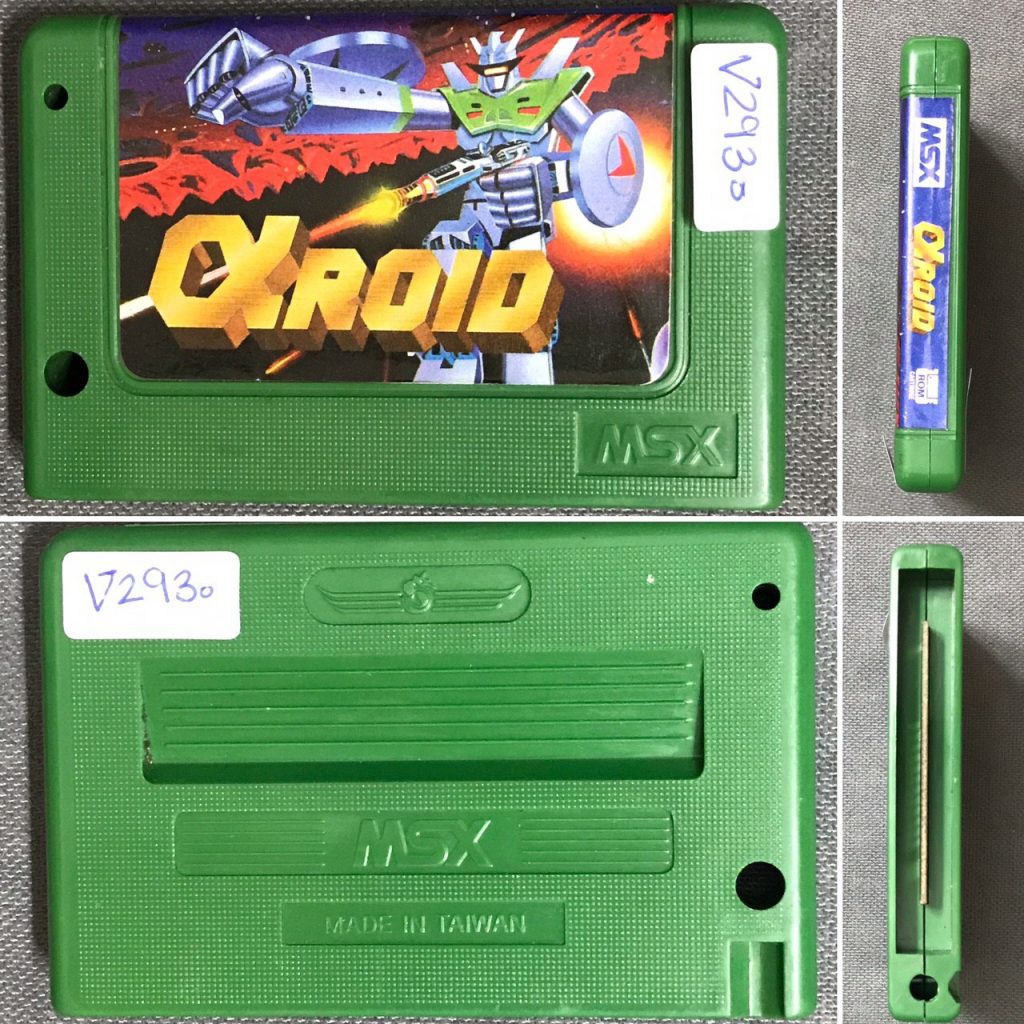 V2930
αROID
MSX
MSX
αROID
ROM
V2930
MSX
MADE IN TAIWAN